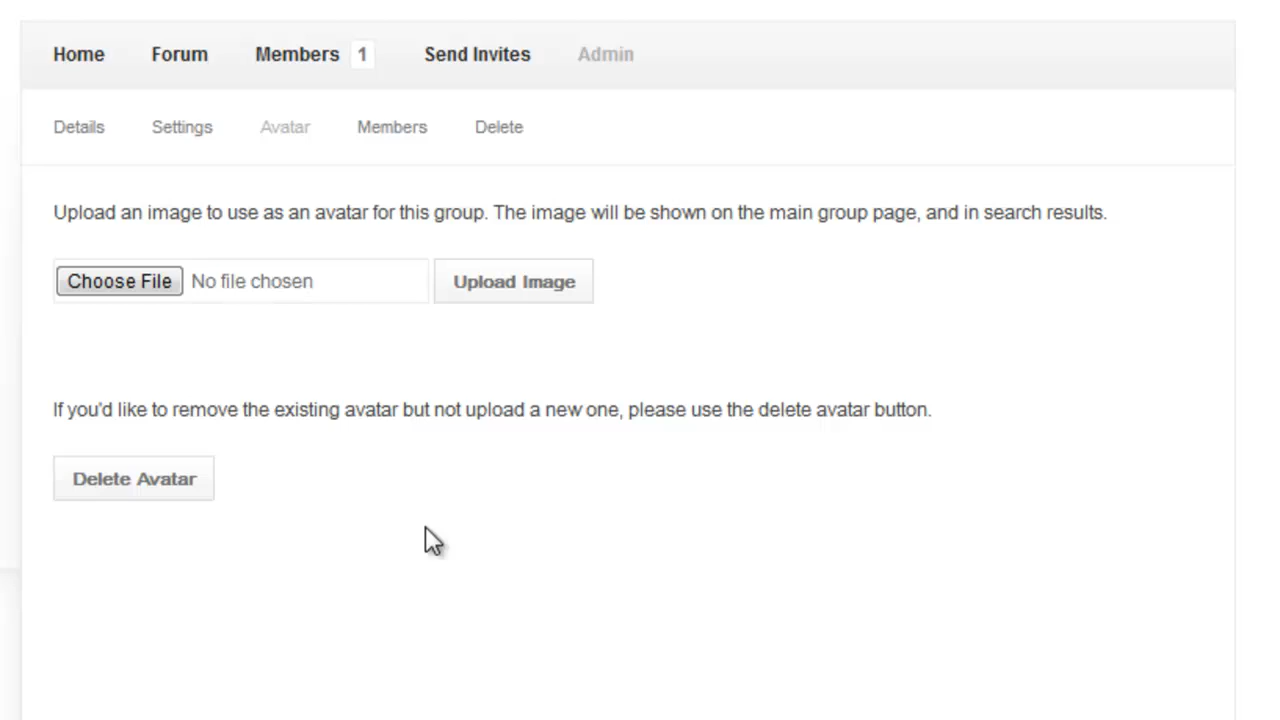 Home Forum Members 1 Send Invites Admin
Details Settings Avatar Members Delete
Upload an image to use as an avatar for this group. The image will be shown on the main group page, and in search results.
Choose File No file chosen Upload Image
If you'd like to remove the existing avatar but not upload a new one, please use the delete avatar button.
Delete Avatar